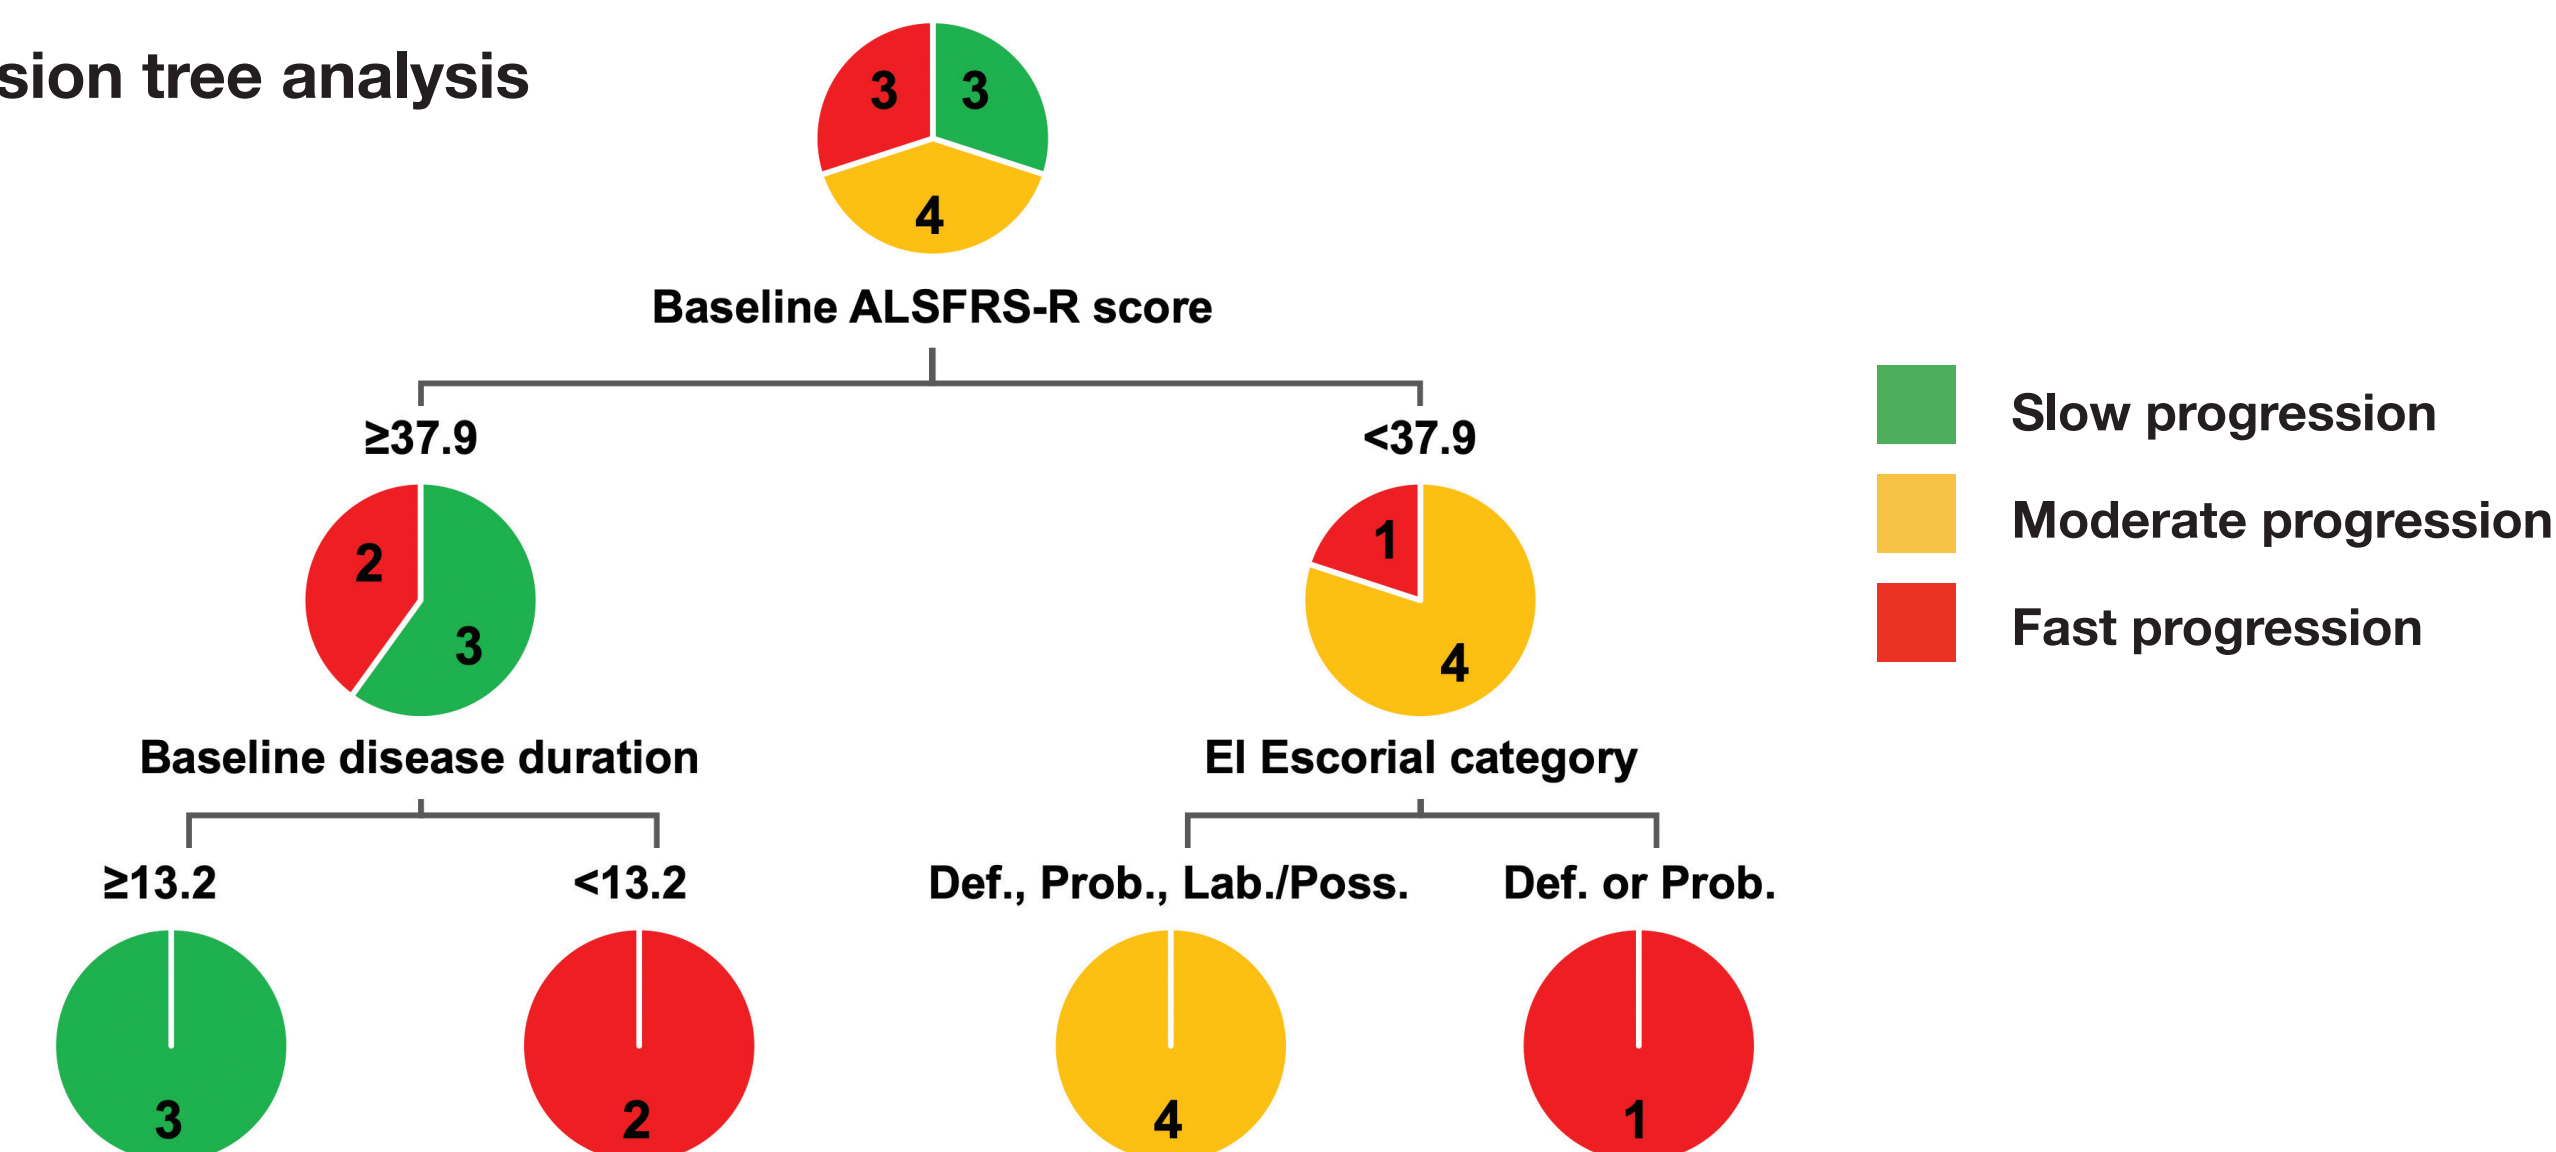 sion tree analysis
3 3
4
Baseline ALSFRS-R score
≥37.9 <37.9
2 3
1 4
Slow progression
Moderate progression
Fast progression
Baseline disease duration
El Escorial category
≥13.2 <13.2
Def., Prob., Lab./Poss. Def. or Prob.
3 2 4 1